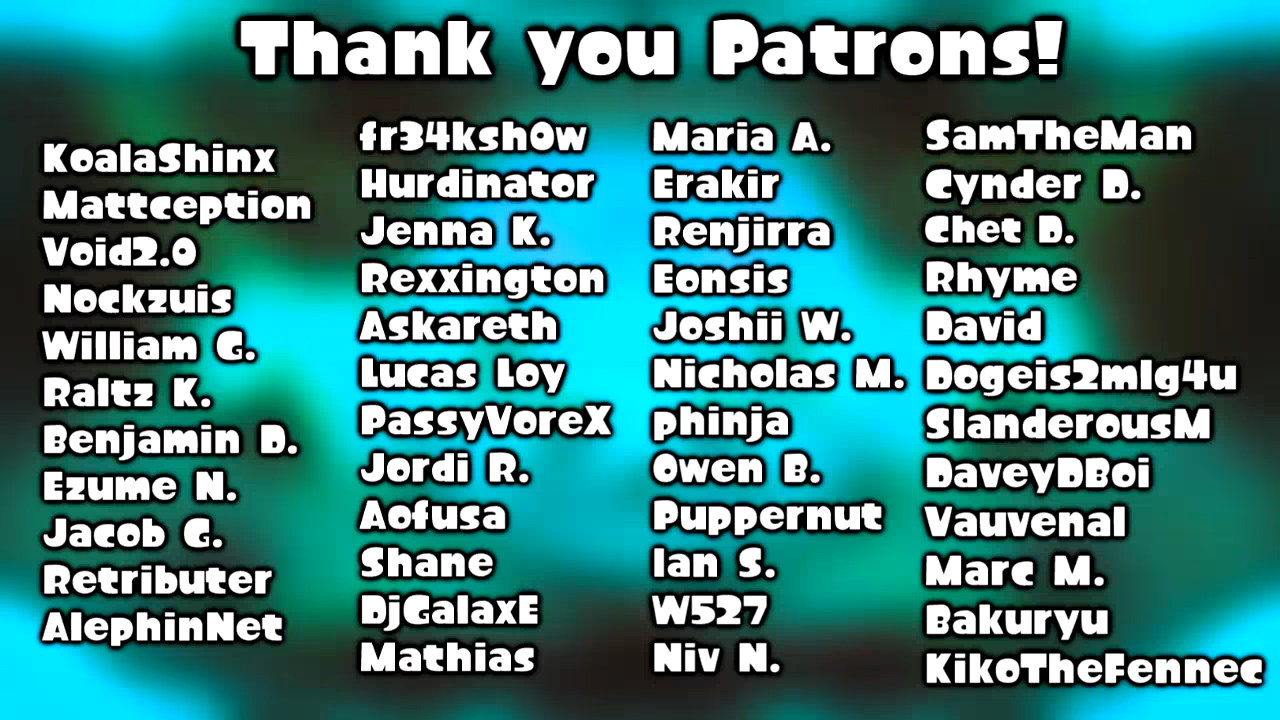 Thank you Patrons!
KoalaShinx
Mattception
Void2.0
Nockzuis
William G.
Raltz K.
Benjamin D.
Ezume N.
Jacob G.
Retributer
AlephinNet
fr34ksh0w
Hurdinator
Jenna K.
Rexxington
Askareth
Lucas Loy
PassyVoreX
Jordi R.
Aofusa
Shane
DjGalaxE
Mathias
Maria A.
Erakir
Renjirra
Eonsis
Joshii W.
Nicholas M.
phinja
Owen B.
Puppernut
Ian S.
W527
Niv N.
SamTheMan
Cynder D.
Chet D.
Rhyme
David
Dogeis2mlg4u
SlanderousM
DaveyDBoi
Vauvenal
Marc M.
Bakuryu
KikoTheFennec